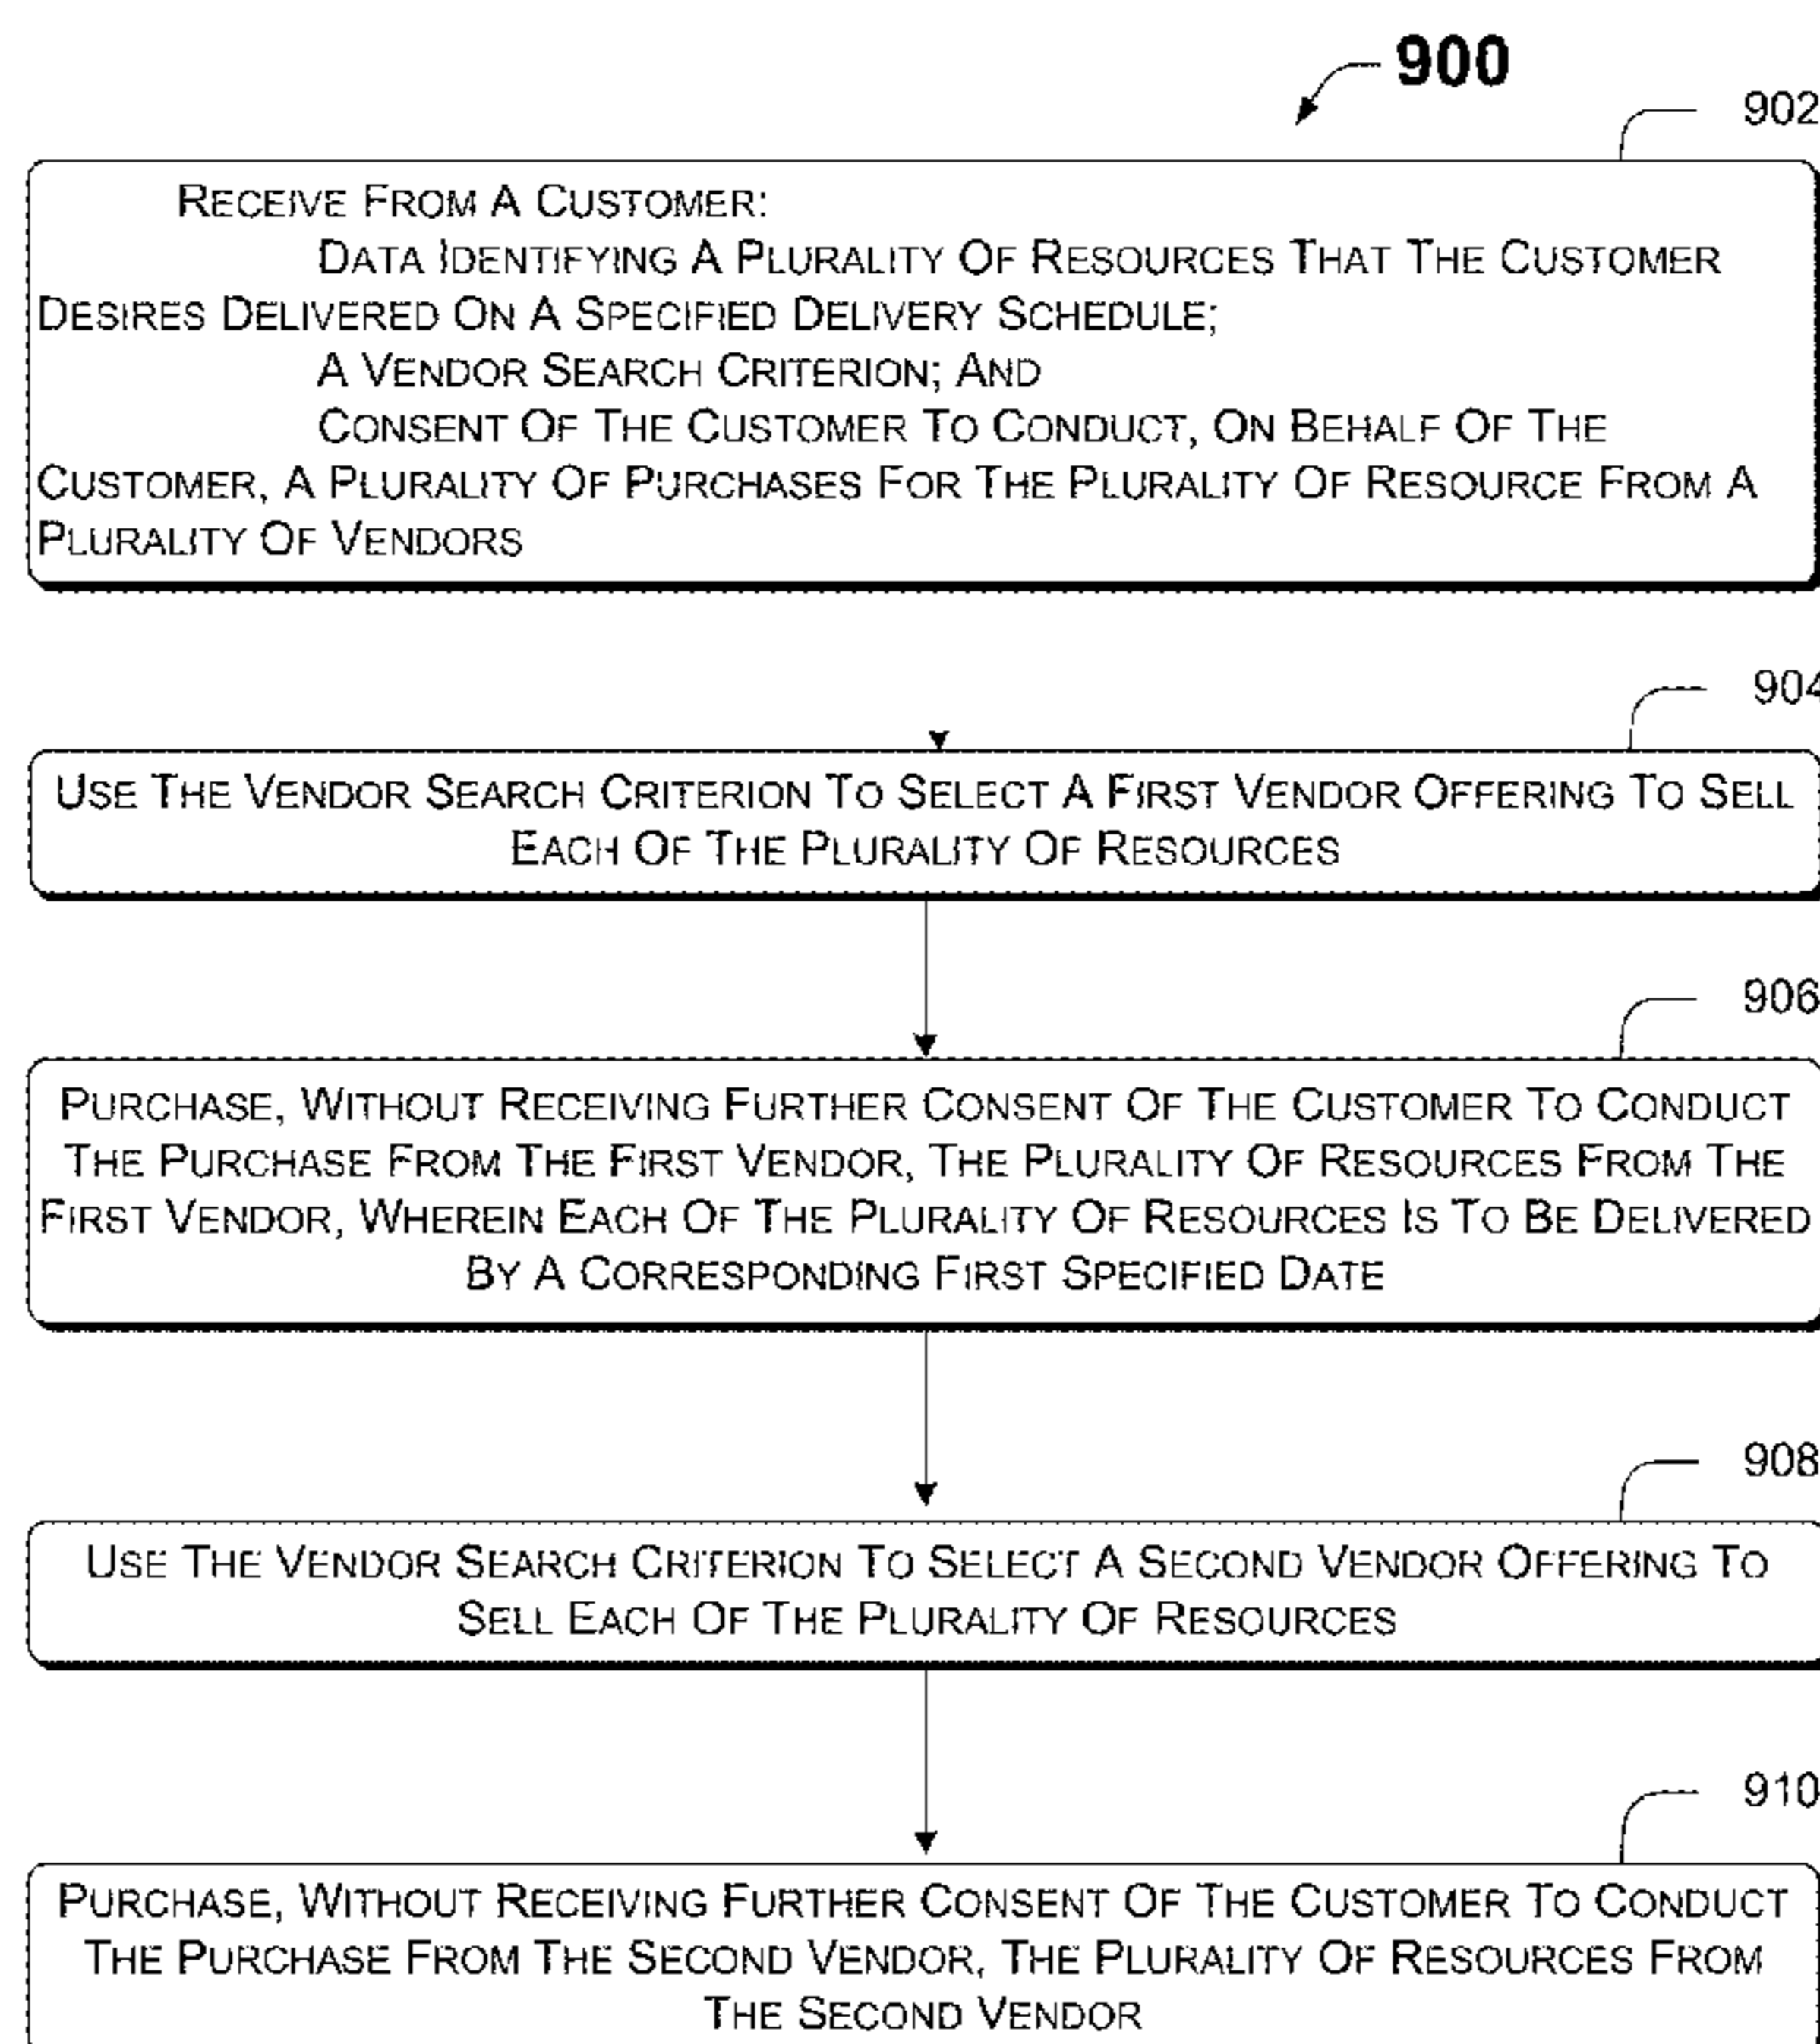 900
902
RECEIVE FROM A CUSTOMER:
DATA IDENTIFYING A PLURALITY OF RESOURCES THAT THE CUSTOMER
DESIRES DELIVERED ON A SPECIFIED DELIVERY SCHEDULE;
A VENDOR SEARCH CRITERION; AND
CONSENT OF THE CUSTOMER TO CONDUCT, ON BEHALF OF THE
CUSTOMER, A PLURALITY OF PURCHASES FOR THE PLURALITY OF RESOURCE FROM A
PLURALITY OF VENDORS
904
USE THE VENDOR SEARCH CRITERION TO SELECT A FIRST VENDOR OFFERING TO SELL
EACH OF THE PLURALITY OF RESOURCES
906
PURCHASE, WITHOUT RECEIVING FURTHER CONSENT OF THE CUSTOMER TO CONDUCT
THE PURCHASE FROM THE FIRST VENDOR, THE PLURALITY OF RESOURCES FROM THE
FIRST VENDOR, WHEREIN EACH OF THE PLURALITY OF RESOURCES IS TO BE DELIVERED
BY A CORRESPONDING FIRST SPECIFIED DATE
908
USE THE VENDOR SEARCH CRITERION TO SELECT A SECOND VENDOR OFFERING TO
SELL EACH OF THE PLURALITY OF RESOURCES
910
PURCHASE, WITHOUT RECEIVING FURTHER CONSENT OF THE CUSTOMER TO CONDUCT
THE PURCHASE FROM THE SECOND VENDOR, THE PLURALITY OF RESOURCES FROM
THE SECOND VENDOR